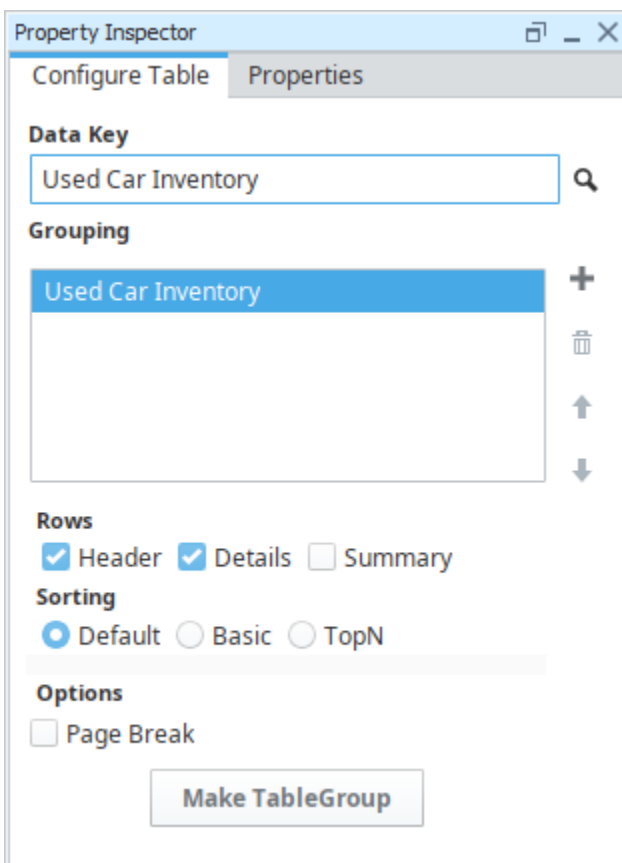 Property Inspector
Configure Table Properties
Data Key
Used Car Inventory
Grouping
Used Car Inventory
Rows
Header Details Summary
Sorting
Default Basic TopN
Options
Page Break
Make TableGroup